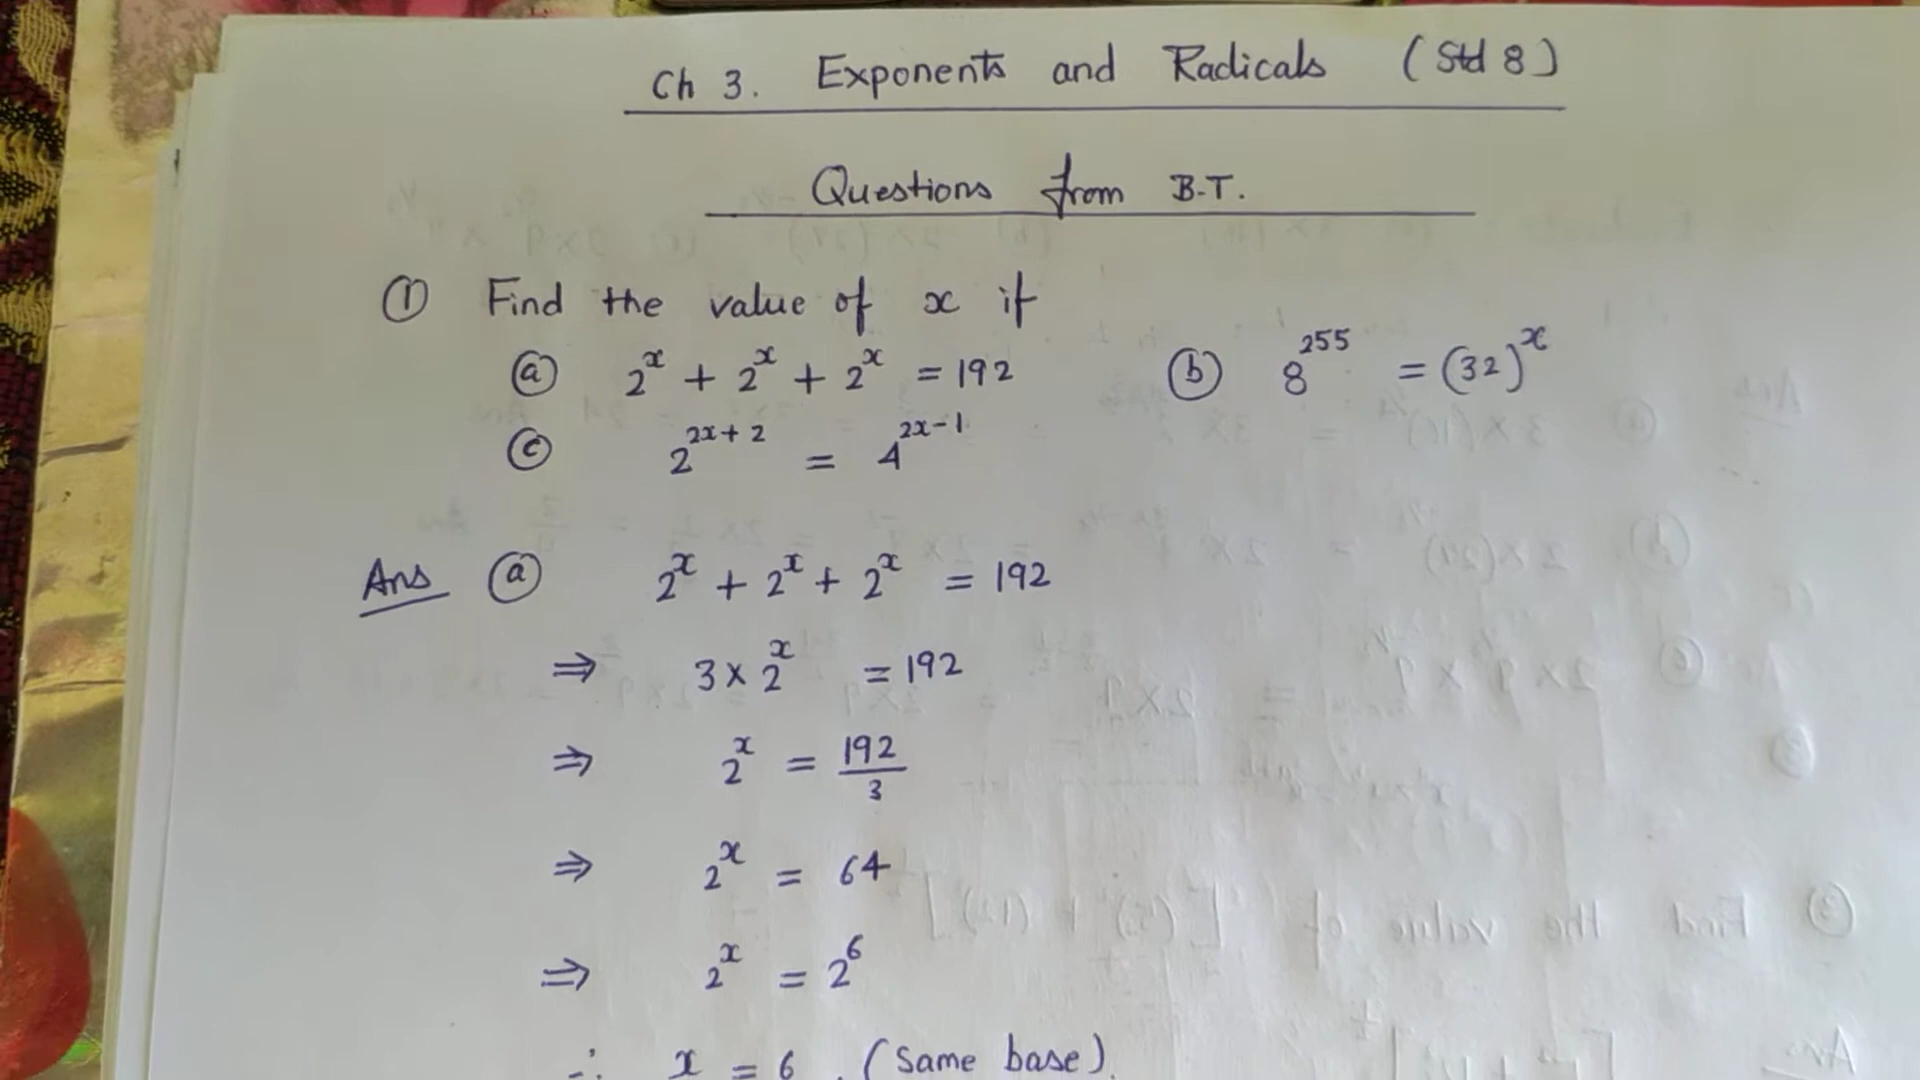 Ch 3. Exponents and Radicals (Std 8)
Questions from B.T.
① Find the value of x if
ⓐ 2^x + 2^x + 2^x = 192 ⓑ 8^255 = (32)^x
ⓒ 2^(2x+2) = 4^(2x-1)
Ans ⓐ 2^x + 2^x + 2^x = 192
⇒ 3 × 2^x = 192
⇒ 2^x = 192/3
⇒ 2^x = 64
⇒ 2^x = 2^6
∴ x = 6. (Same base).